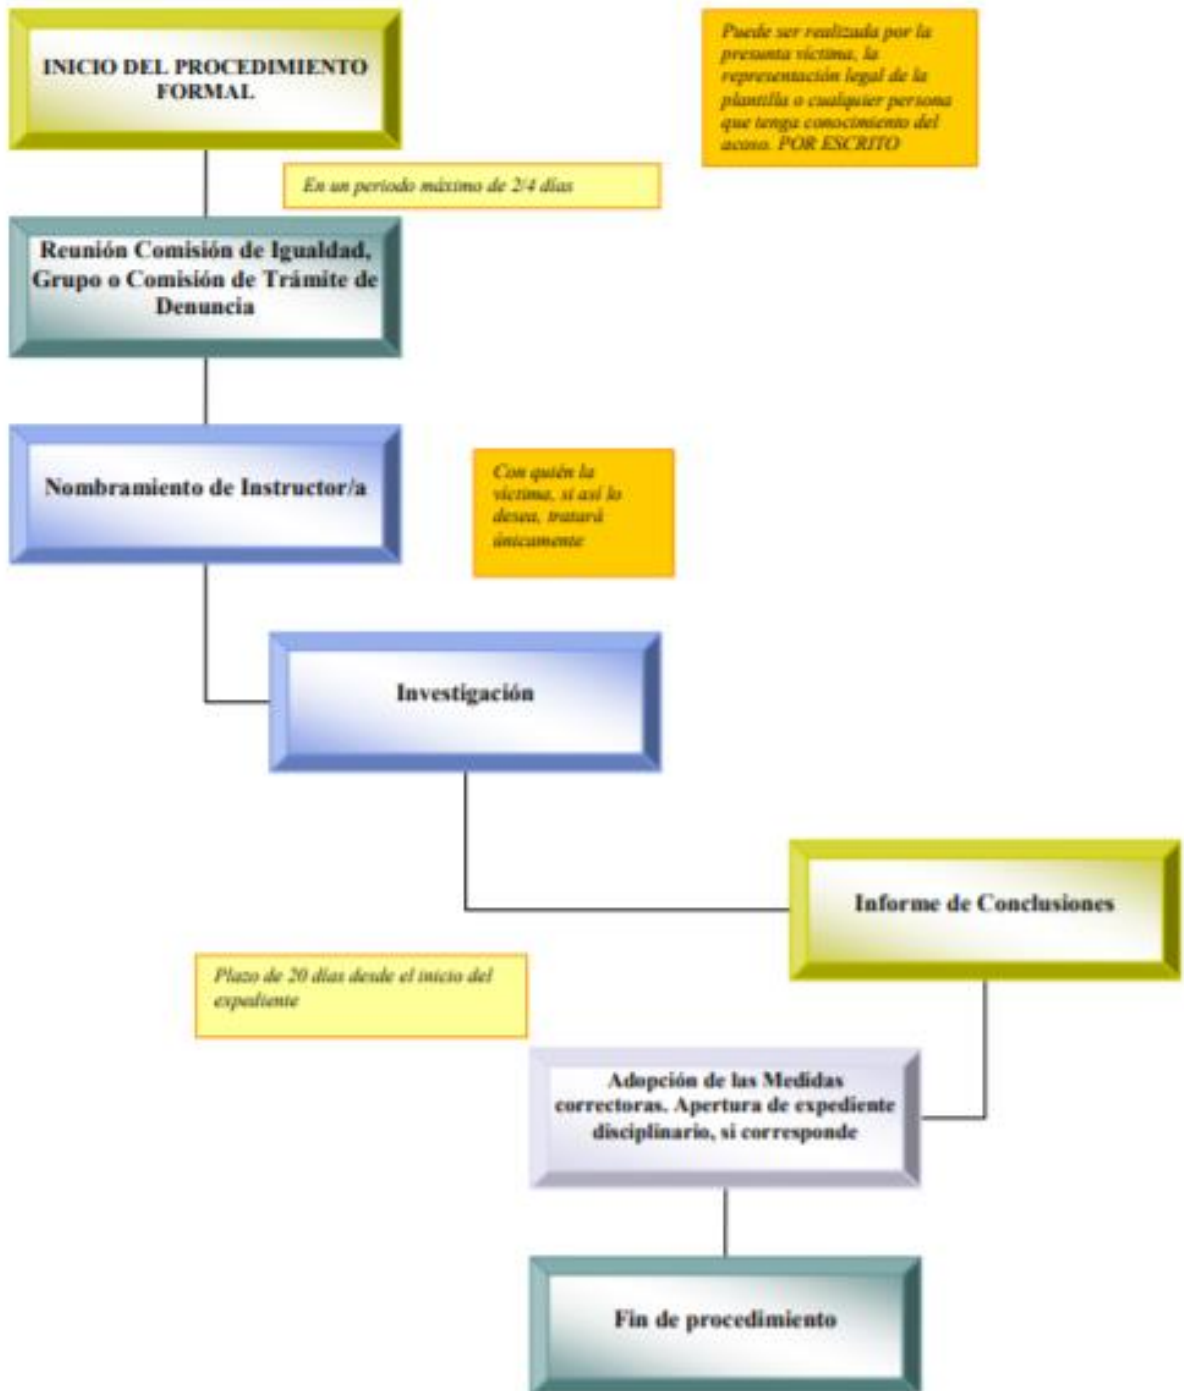 INICIO DEL PROCEDIMIENTO
FORMAL
Puede ser realizada por la
presunta víctima, la
representación legal de la
plantilla o cualquier persona
que tenga conocimiento del
acoso. POR ESCRITO
En un periodo máximo de 2/4 días
Reunión Comisión de Igualdad,
Grupo o Comisión de Trámite de
Denuncia
Nombramiento de Instructor/a
Con quién la
víctima, si así lo
desea, tratará
únicamente
Investigación
Informe de Conclusiones
Plazo de 20 días desde el inicio del
expediente
Adopción de las Medidas
correctoras. Apertura de expediente
disciplinario, si corresponde
Fin de procedimiento